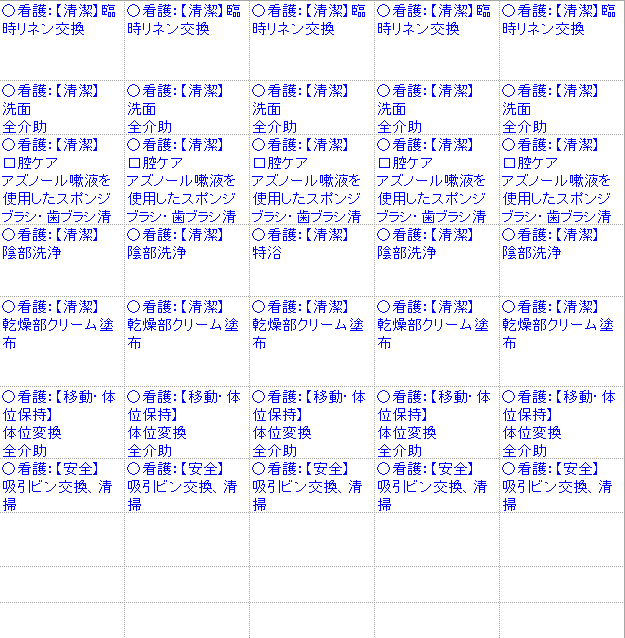 ○看護:【清潔】臨 ○看護:【清潔】臨 ○看護:【清潔】臨 ○看護:【清潔】臨 ○看護:【清潔】臨
時リネン交換 時リネン交換 時リネン交換 時リネン交換 時リネン交換
○看護:【清潔】 ○看護:【清潔】 ○看護:【清潔】 ○看護:【清潔】 ○看護:【清潔】
洗面 洗面 洗面 洗面 洗面
全介助 全介助 全介助 全介助 全介助
○看護:【清潔】 ○看護:【清潔】 ○看護:【清潔】 ○看護:【清潔】 ○看護:【清潔】
口腔ケア 口腔ケア 口腔ケア 口腔ケア 口腔ケア
アズノール嗽液を アズノール嗽液を アズノール嗽液を アズノール嗽液を アズノール嗽液を
使用したスポンジ 使用したスポンジ 使用したスポンジ 使用したスポンジ 使用したスポンジ
ブラシ・歯ブラシ清 ブラシ・歯ブラシ清 ブラシ・歯ブラシ清 ブラシ・歯ブラシ清 ブラシ・歯ブラシ清
○看護:【清潔】 ○看護:【清潔】 ○看護:【清潔】 ○看護:【清潔】 ○看護:【清潔】
陰部洗浄 陰部洗浄 特浴 陰部洗浄 陰部洗浄
○看護:【清潔】 ○看護:【清潔】 ○看護:【清潔】 ○看護:【清潔】 ○看護:【清潔】
乾燥部クリーム塗 乾燥部クリーム塗 乾燥部クリーム塗 乾燥部クリーム塗 乾燥部クリーム塗
布 布 布 布 布
○看護:【移動・体 ○看護:【移動・体 ○看護:【移動・体 ○看護:【移動・体 ○看護:【移動・体
位保持】 位保持】 位保持】 位保持】 位保持】
体位変換 体位変換 体位変換 体位変換 体位変換
全介助 全介助 全介助 全介助 全介助
○看護:【安全】 ○看護:【安全】 ○看護:【安全】 ○看護:【安全】 ○看護:【安全】
吸引ビン交換、清 吸引ビン交換、清 吸引ビン交換、清 吸引ビン交換、清 吸引ビン交換、清
掃 掃 掃 掃 掃